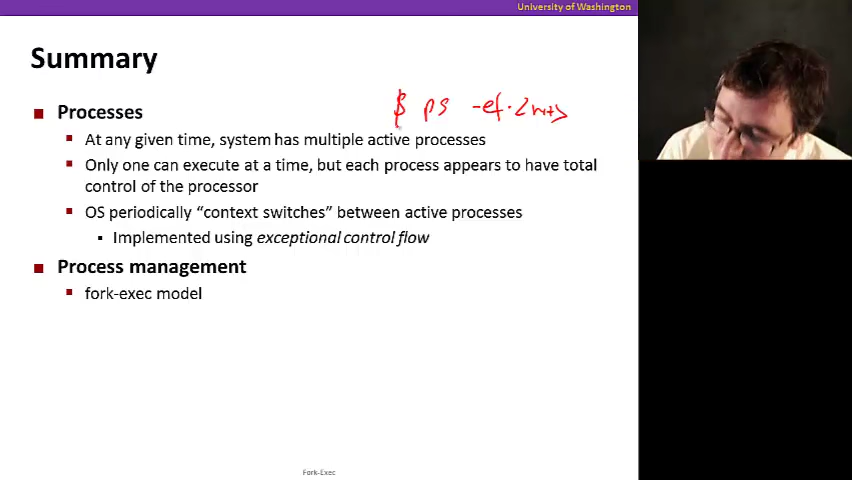 University of Washington
Summary
Processes
$ ps -ef
At any given time, system has multiple active processes
Only one can execute at a time, but each process appears to have total
control of the processor
OS periodically “context switches” between active processes
Implemented using exceptional control flow
Process management
fork-exec model
Fork-Exec